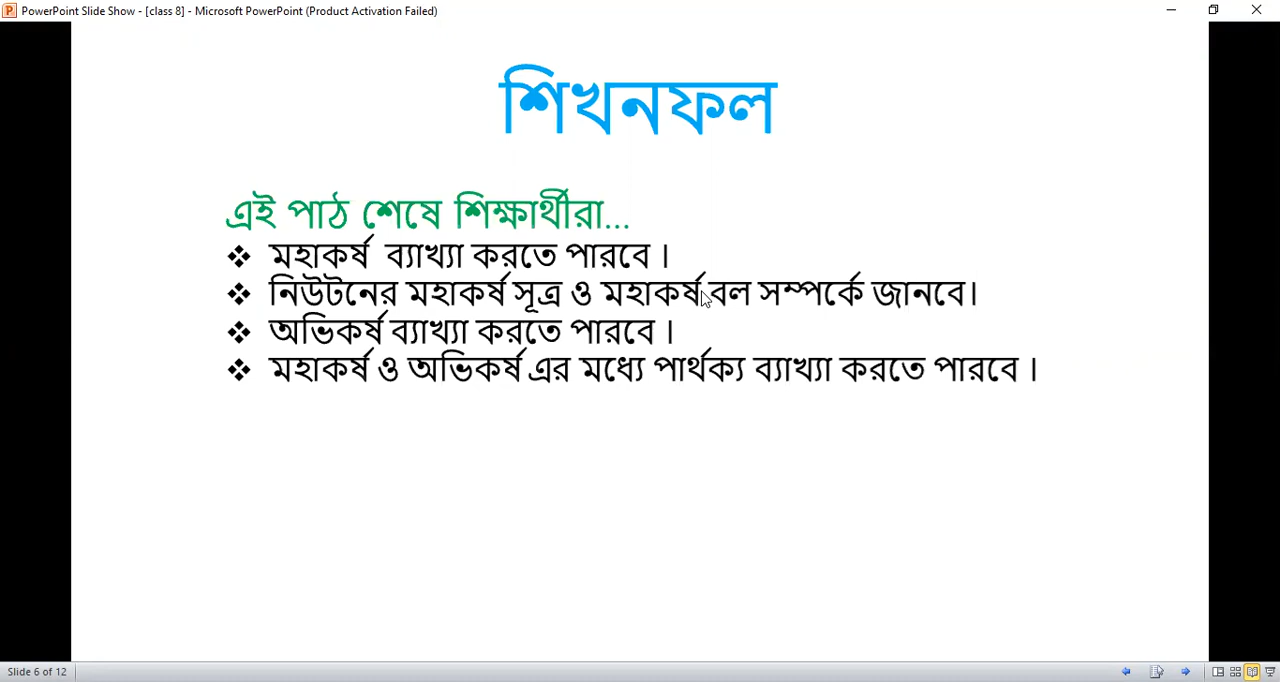 PowerPoint Slide Show - [class 8] - Microsoft PowerPoint (Product Activation Failed)
শিখনফল
এই পাঠ শেষে শিক্ষার্থীরা...
❖ মহাকর্ষ ব্যাখ্যা করতে পারবে ।
❖ নিউটনের মহাকর্ষ সূত্র ও মহাকর্ষ বল সম্পর্কে জানবে।
❖ অভিকর্ষ ব্যাখ্যা করতে পারবে ।
❖ মহাকর্ষ ও অভিকর্ষ এর মধ্যে পার্থক্য ব্যাখ্যা করতে পারবে ।
Slide 6 of 12